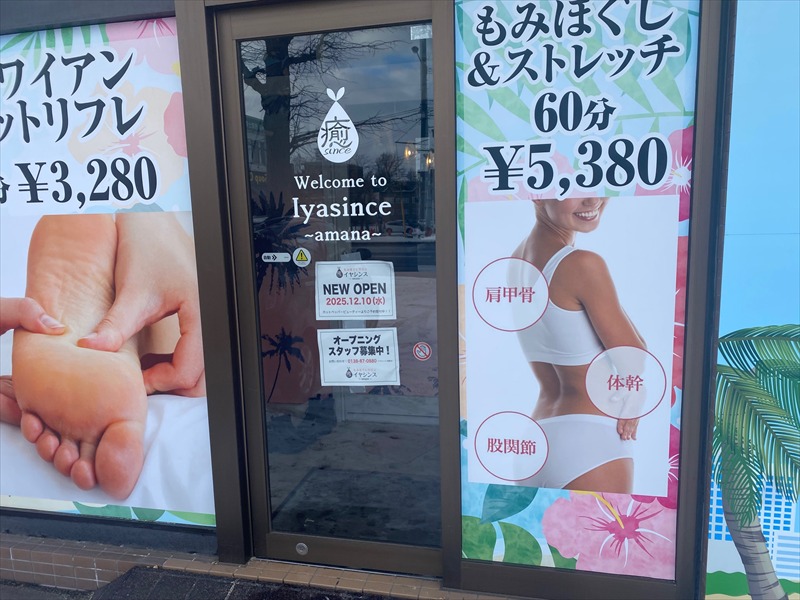 ワイアン
ットリフレ
分¥3,280
癒
since
Welcome to
Iyasince
~amana~
自動
イヤシンス
NEW OPEN
2025.12.10(水)
オープニング
スタッフ募集中!
イヤシンス
もみほぐし
&ストレッチ
60分
¥5,380
肩甲骨
体幹
股関節